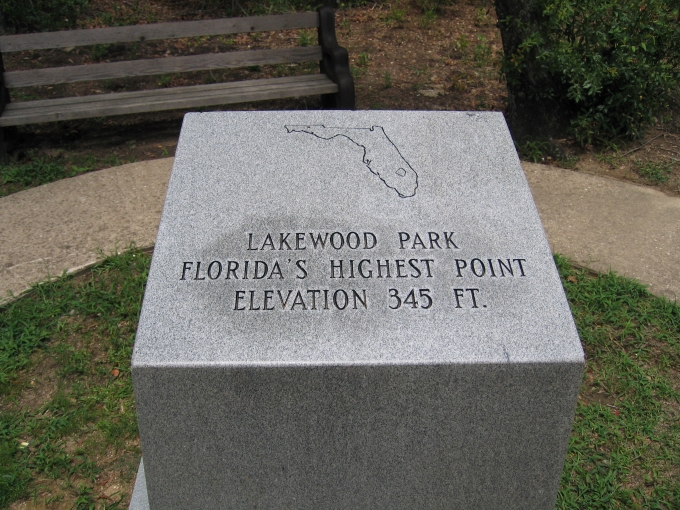 LAKEWOOD PARK
FLORIDA'S HIGHEST POINT
ELEVATION 345 FT.